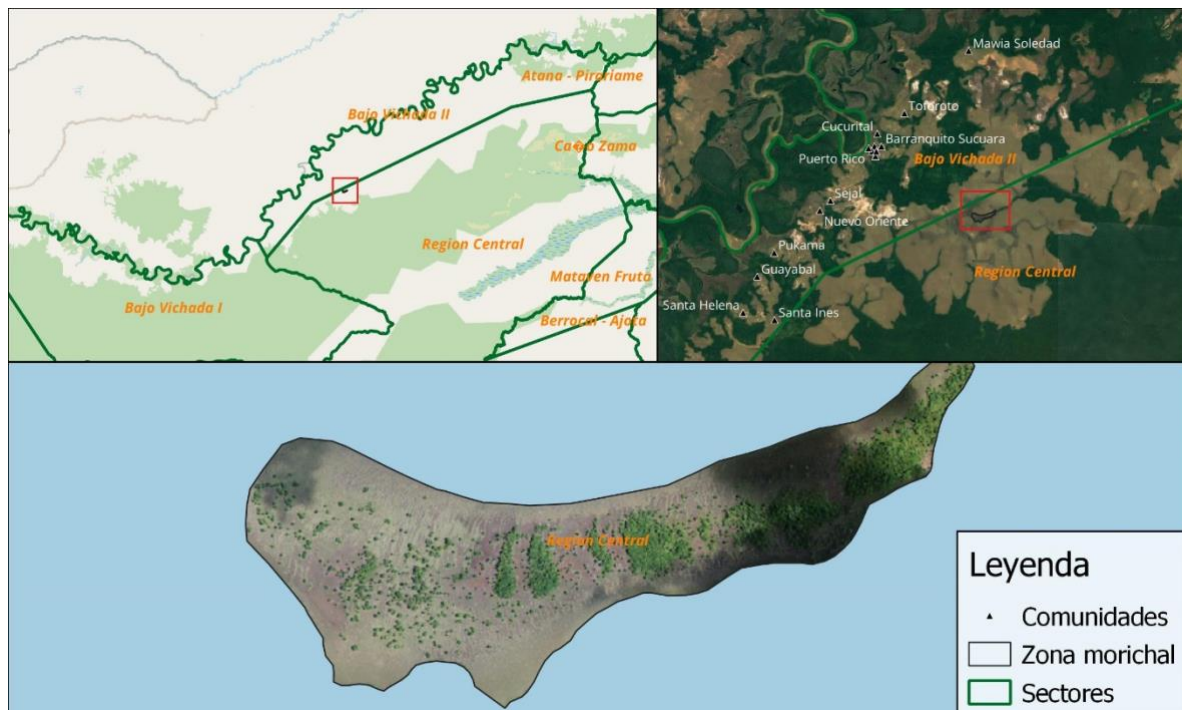 Atana - Pirariame
Bajo Vichada II
Ca�o Zama
Region Central
Mataven Fruta
Bajo Vichada I
Berrocal - Ajota
Mawia Soledad
Toforoto
Cucurital
Barranquito Sucuara
Puerto Rico
Bajo Vichada II
Sejal
Nuevo Oriente
Pukama
Guayabal
Region Central
Santa Helena
Santa Ines
Region Central
Leyenda
Comunidades
Zona morichal
Sectores